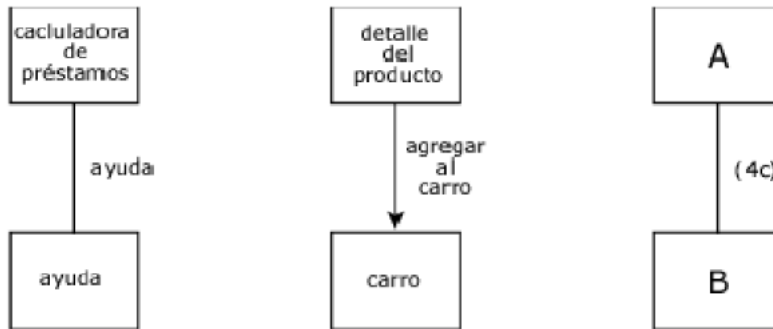 cacluladora
de
préstamos
ayuda
ayuda
detalle
del
producto
agregar
al
carro
carro
A
(4c)
B